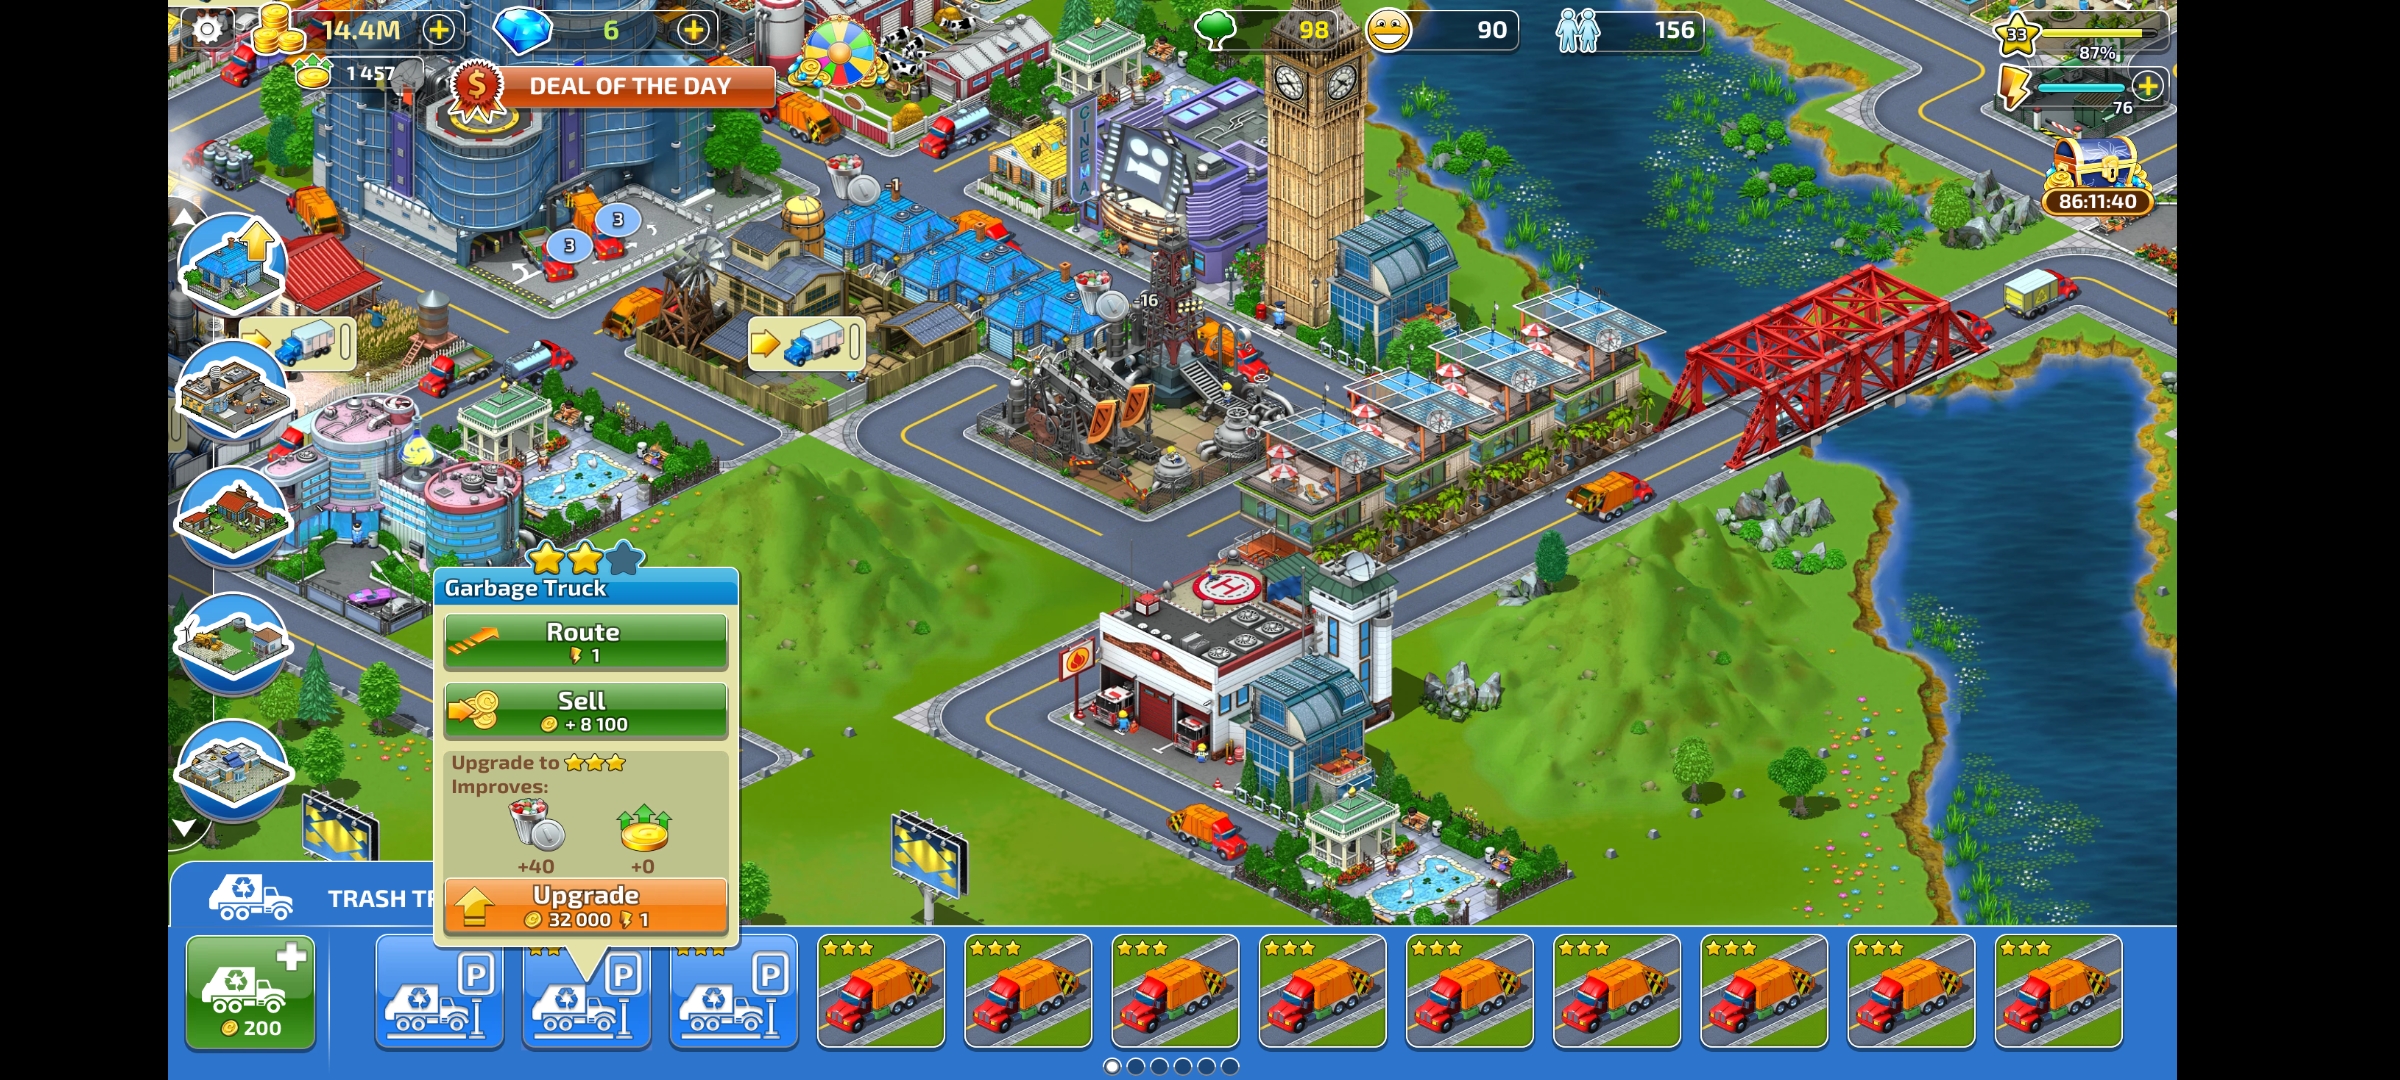 14.4M
6
98
90
156
33
87%
1 457
DEAL OF THE DAY
76
86:11:40
CINEMA
-1
3
3
-16
H
Garbage Truck
Route
1
Sell
+ 8 100
Upgrade to
Improves:
+40
+0
Upgrade
32 000 1
TRASH TR
200
P
P
P